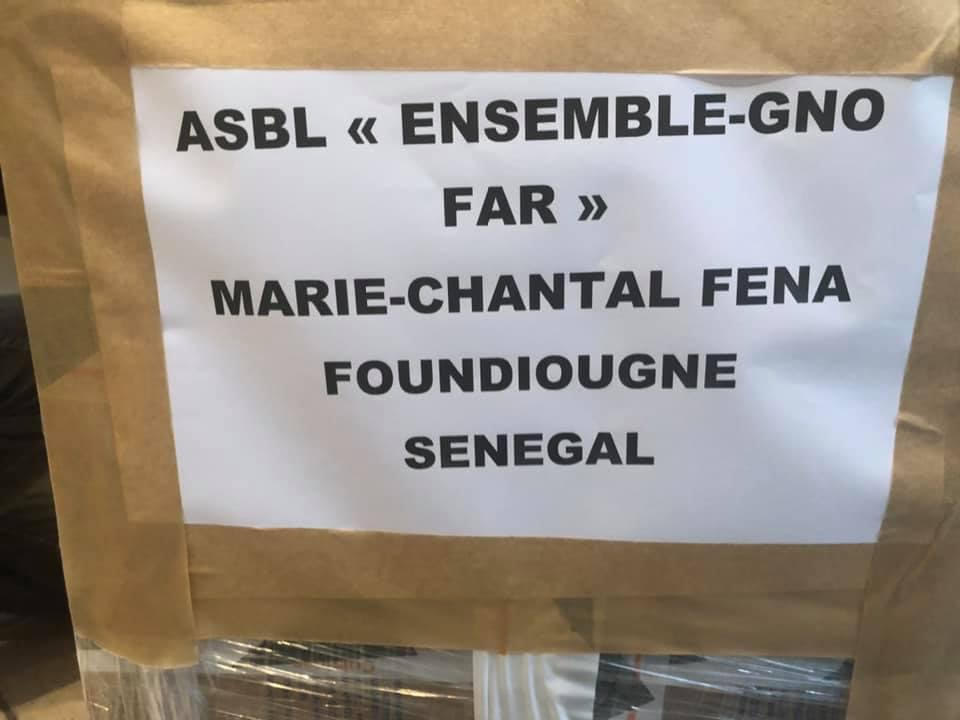 ASBL « ENSEMBLE-GNO
FAR »
MARIE-CHANTAL FENA
FOUNDIOUGNE
SENEGAL